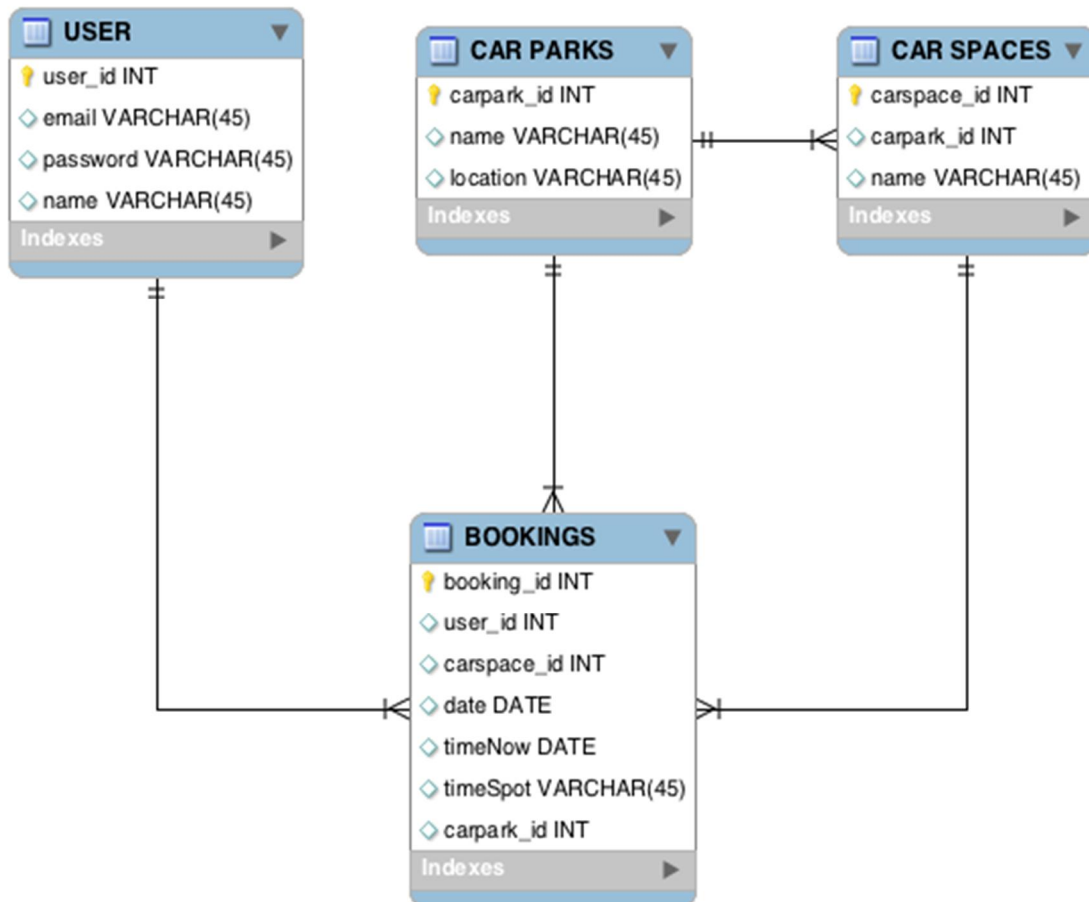 USER
user_id INT
email VARCHAR(45)
password VARCHAR(45)
name VARCHAR(45)
Indexes
CAR PARKS
carpark_id INT
name VARCHAR(45)
location VARCHAR(45)
Indexes
CAR SPACES
carspace_id INT
carpark_id INT
name VARCHAR(45)
Indexes
BOOKINGS
booking_id INT
user_id INT
carspace_id INT
date DATE
timeNow DATE
timeSpot VARCHAR(45)
carpark_id INT
Indexes